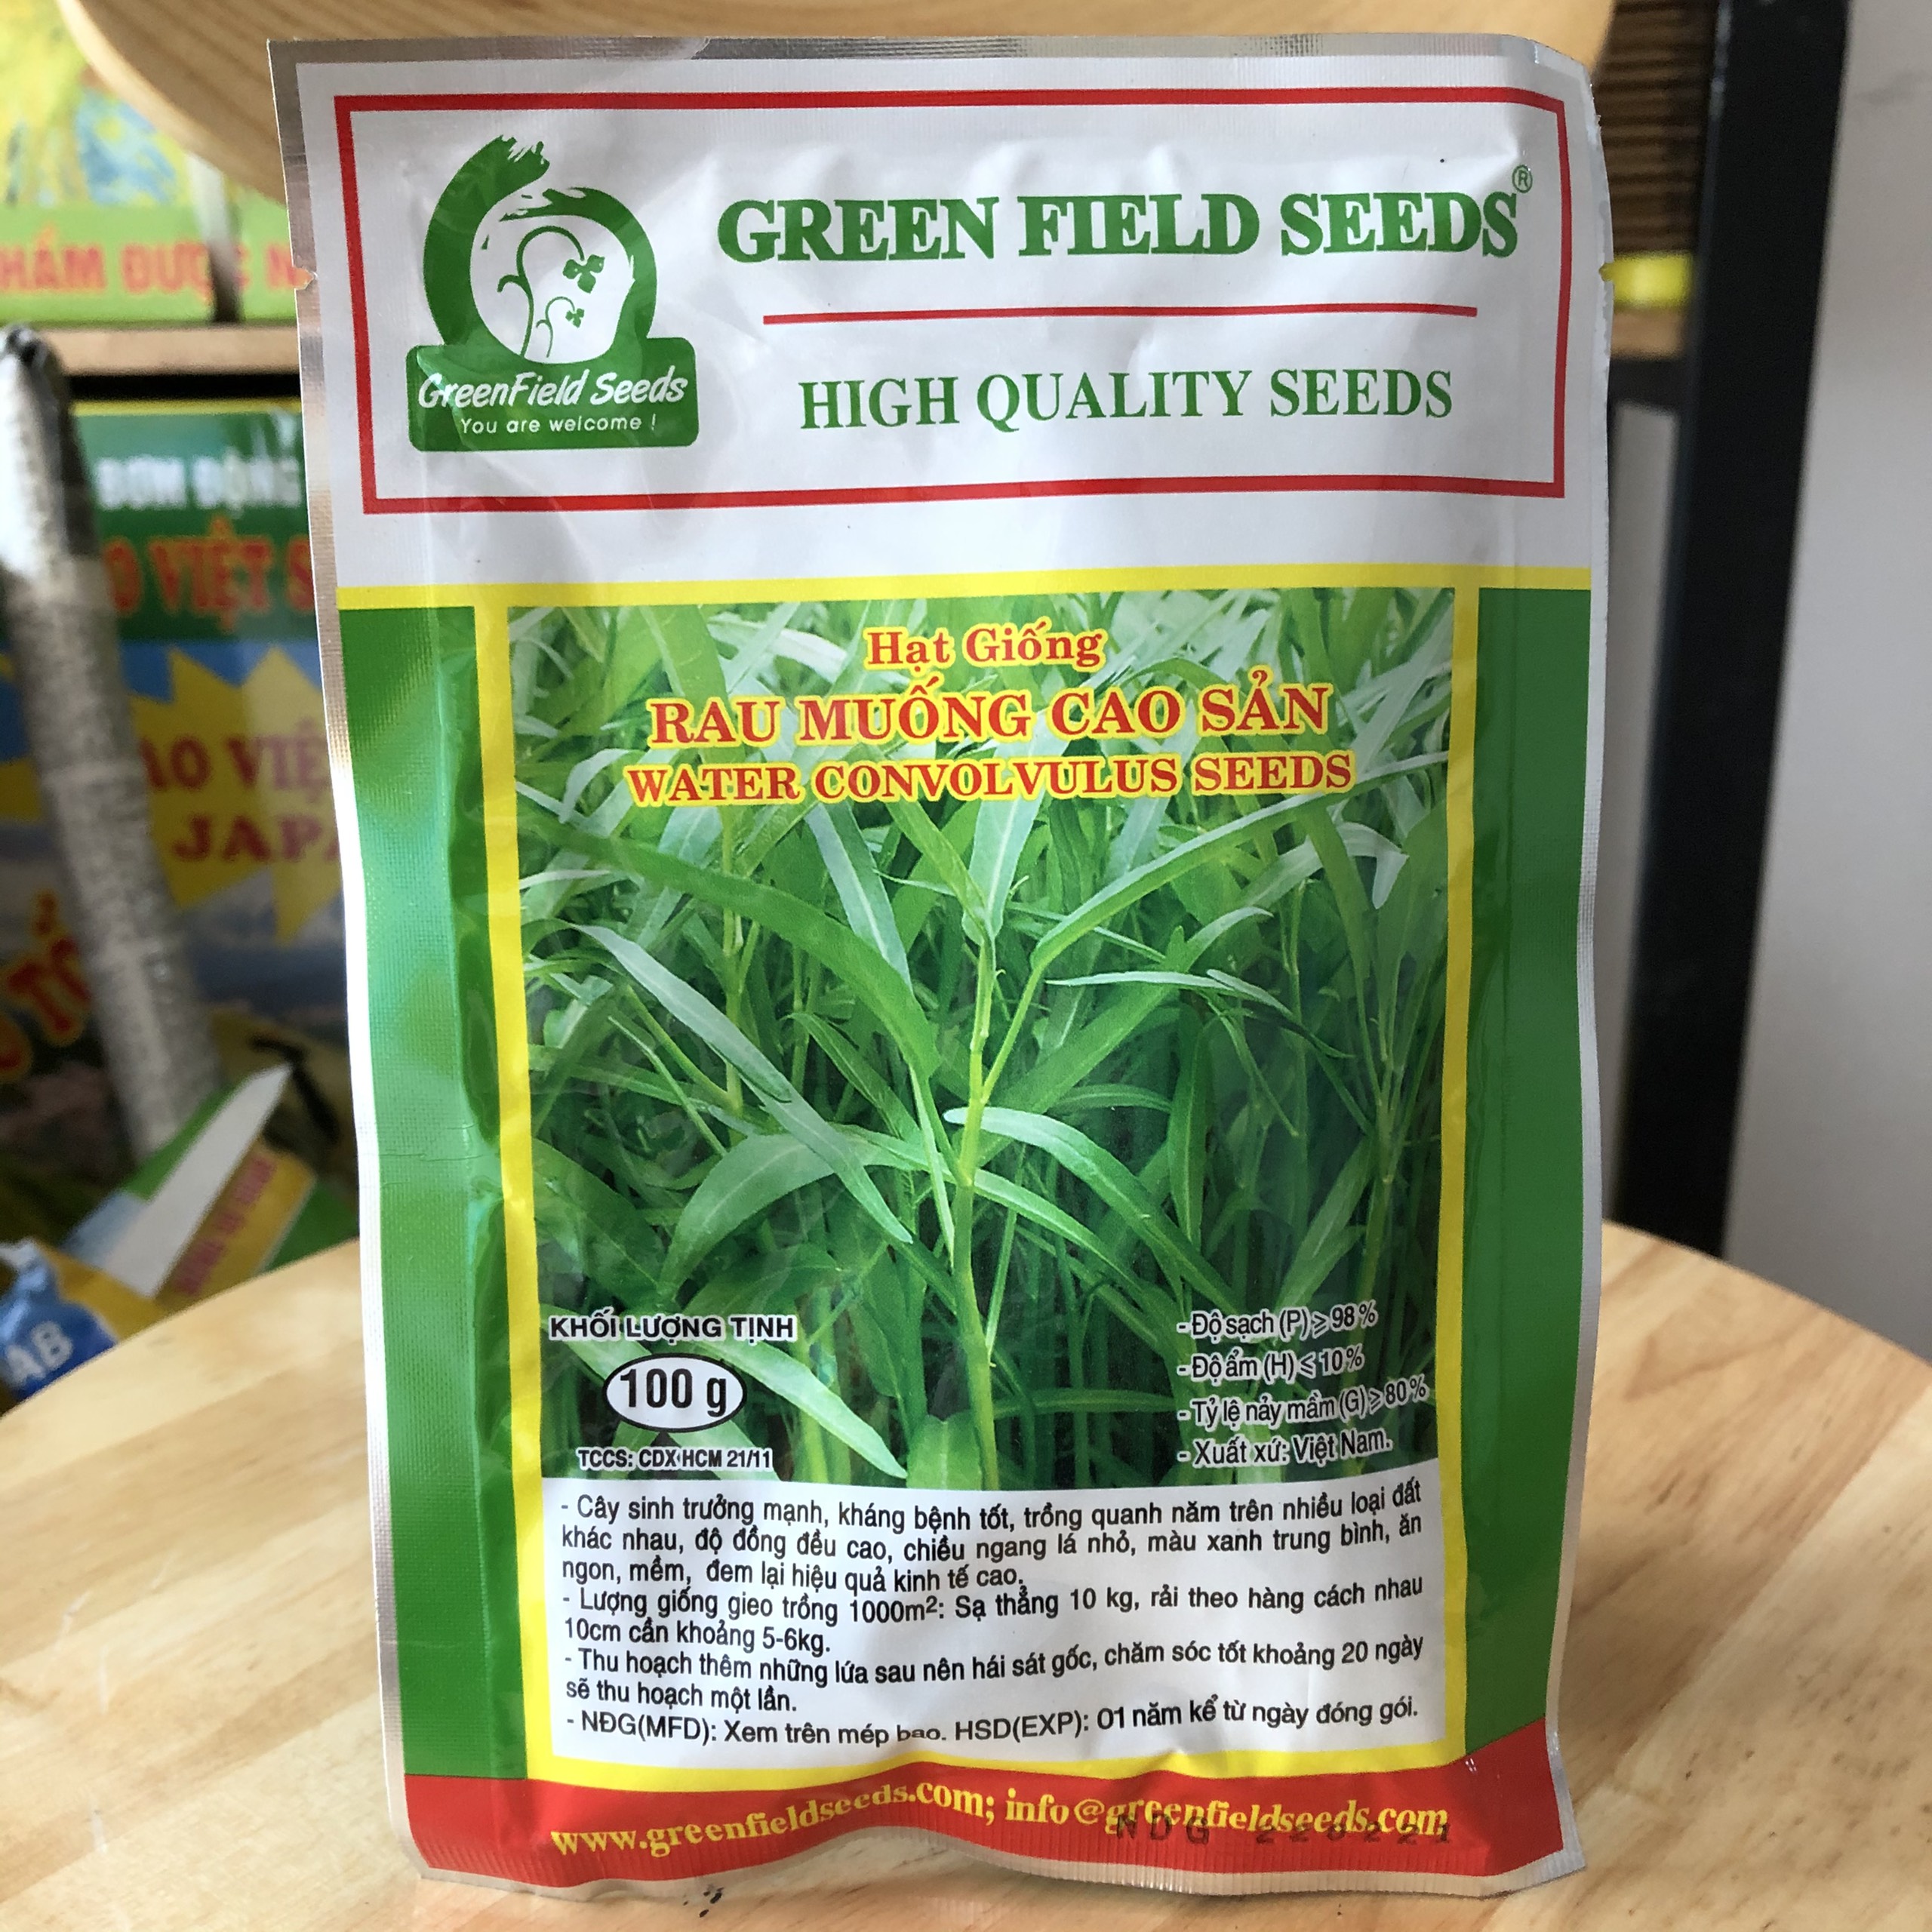 GREEN FIELD SEEDS®
HIGH QUALITY SEEDS
GreenField Seeds
You are welcome !
Hạt Giống
RAU MUỐNG CAO SẢN
WATER CONVOLVULUS SEEDS
KHỐI LƯỢNG TỊNH
100 g
TCCS: CDX HCM 21/11
- Độ sạch (P) ≥ 98%
- Độ ẩm (H) ≤ 10%
- Tỷ lệ nảy mầm (G) ≥ 80%
- Xuất xứ: Việt Nam.
- Cây sinh trưởng mạnh, kháng bệnh tốt, trồng quanh năm trên nhiều loại đất
khác nhau, độ đồng đều cao, chiều ngang lá nhỏ, màu xanh trung bình, ăn
ngon, mềm, đem lại hiệu quả kinh tế cao.
- Lượng giống gieo trồng 1000m²: Sạ thẳng 10 kg, rải theo hàng cách nhau
10cm cần khoảng 5-6kg.
- Thu hoạch thêm những lứa sau nên hái sát gốc, chăm sóc tốt khoảng 20 ngày
sẽ thu hoạch một lần.
- NĐG(MFD): Xem trên mép bao. HSD(EXP): 01 năm kể từ ngày đóng gói.
www.greenfieldseeds.com; info@greenfieldseeds.com
NDG
ĐƯỢC
VIỆT
JAPA
AB